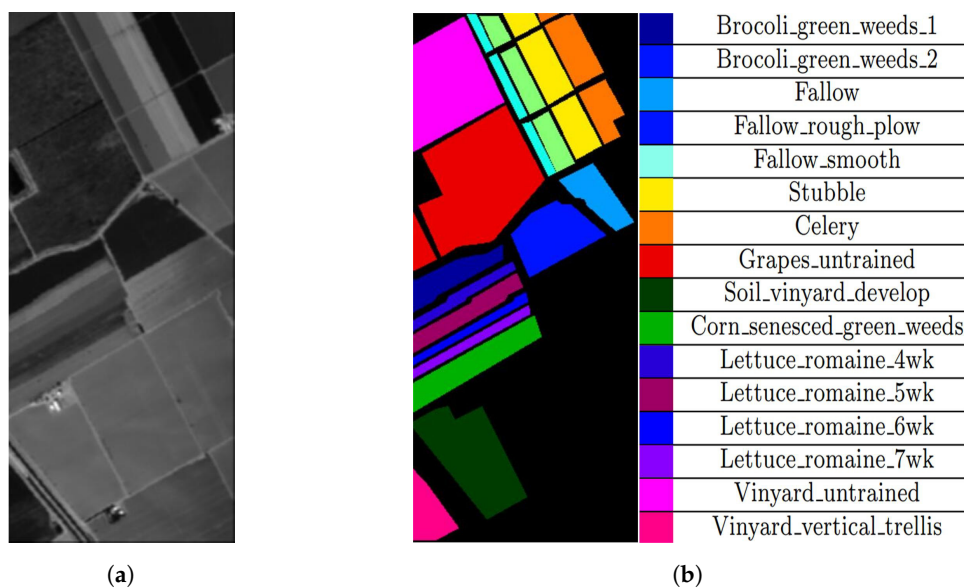 Brocoli_green_weeds_1
Brocoli_green_weeds_2
Fallow
Fallow_rough_plow
Fallow_smooth
Stubble
Celery
Grapes_untrained
Soil_vinyard_develop
Corn_senesced_green_weeds
Lettuce_romaine_4wk
Lettuce_romaine_5wk
Lettuce_romaine_6wk
Lettuce_romaine_7wk
Vinyard_untrained
Vinyard_vertical_trellis
(a)
(b)